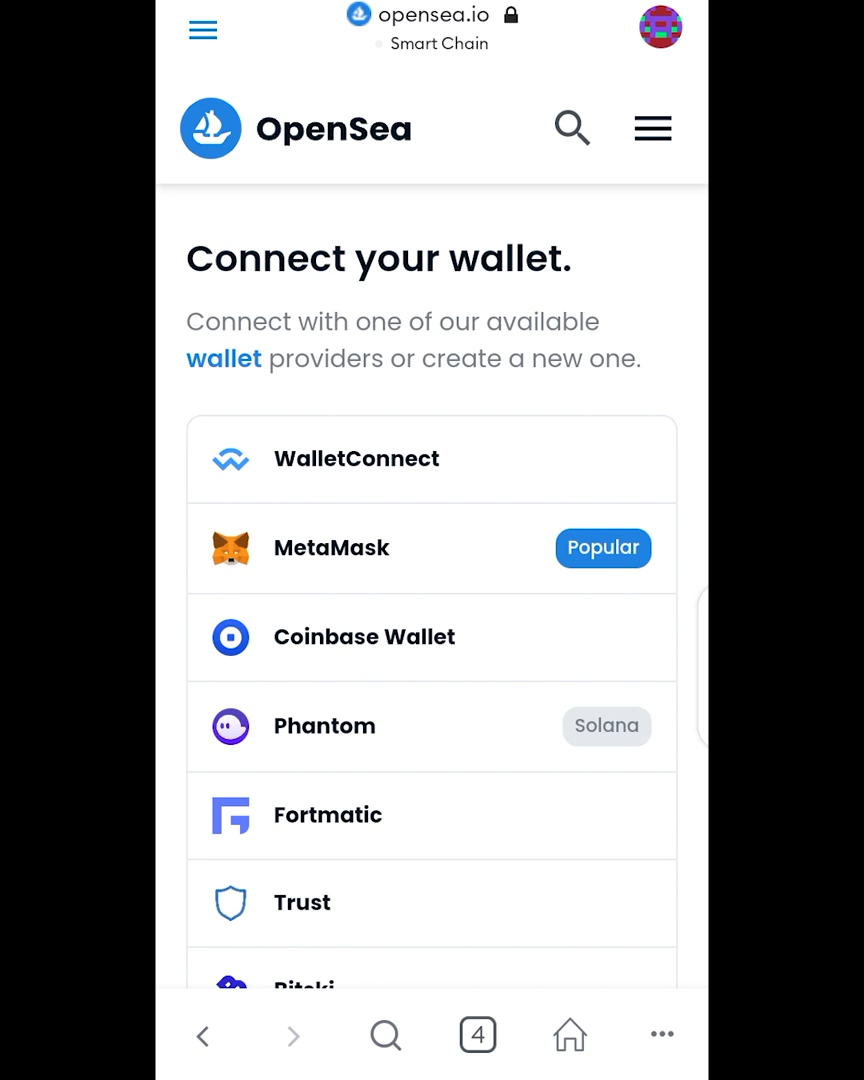 opensea.io
Smart Chain
OpenSea
Connect your wallet.
Connect with one of our available
wallet providers or create a new one.
WalletConnect
MetaMask Popular
Coinbase Wallet
Phantom Solana
Fortmatic
Trust
Bitski
4